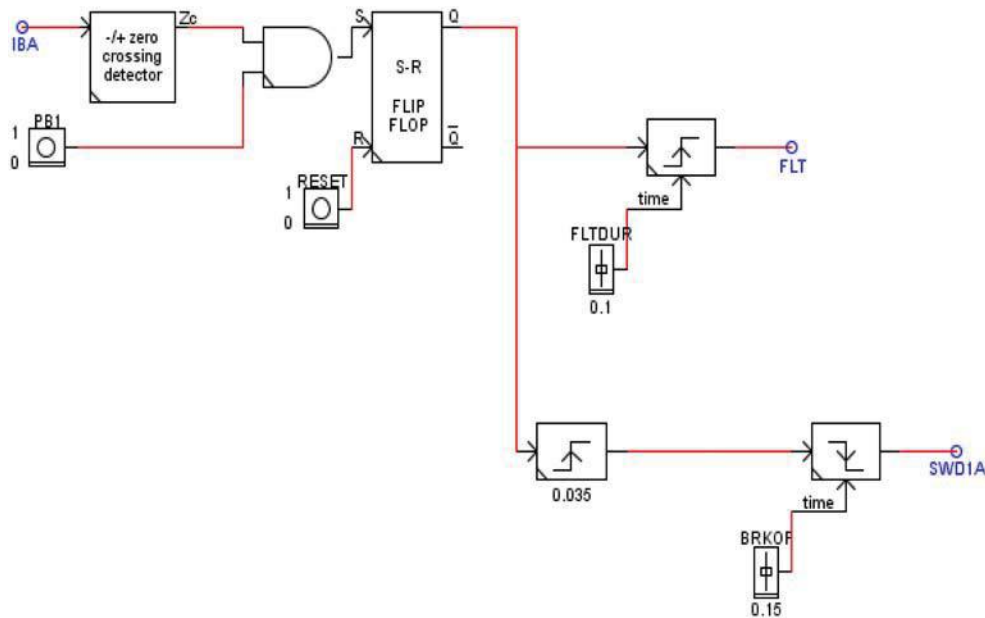 IBA
-/+ zero
crossing
detector
Zc
PB1
1
0
S
Q
S-R
FLIP
FLOP
R
Q
RESET
1
0
FLT
time
FLTDUR
0.1
0.035
SWD1A
time
BRKOF
0.15